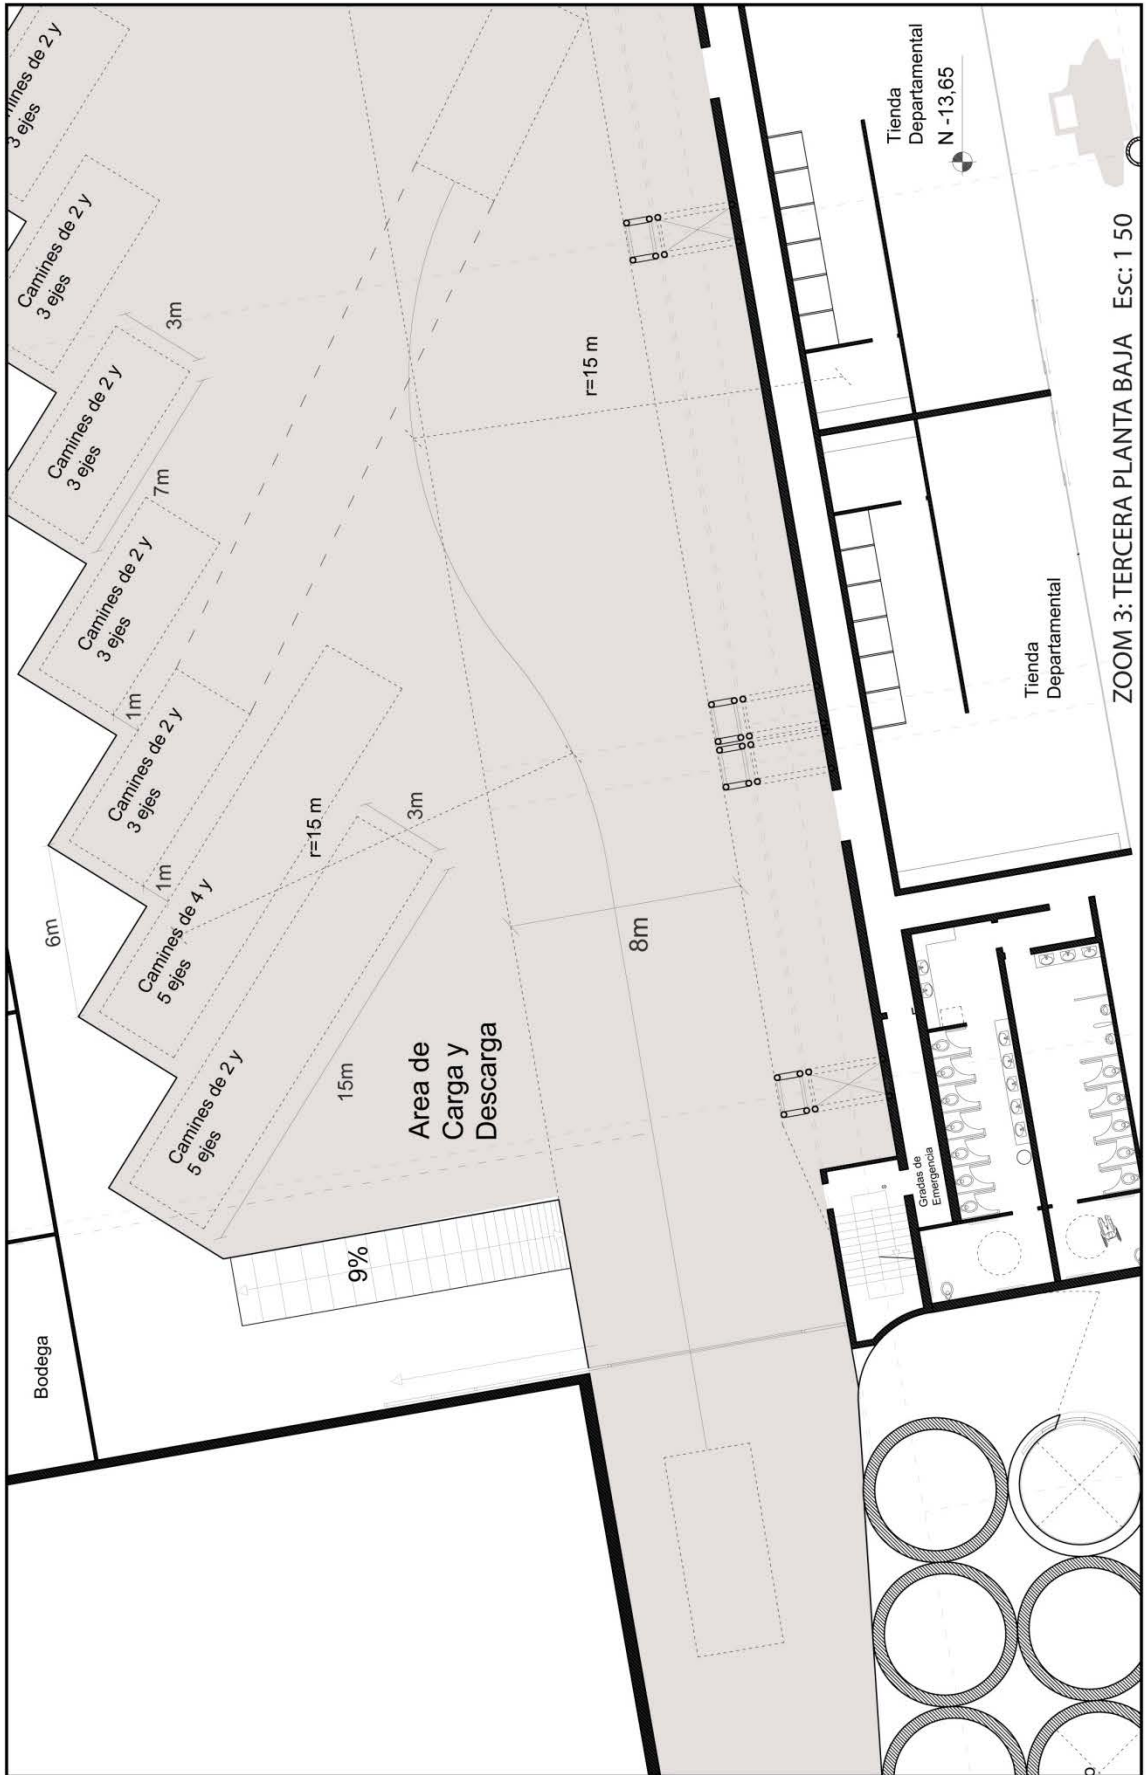 mines de 2 y
3 ejes
Camines de 2 y
3 ejes
3m
Camines de 2 y
3 ejes
7m
Camines de 2 y
3 ejes
1m
Camines de 2 y
3 ejes
1m
6m
Camines de 4 y
5 ejes
r=15 m
3m
Camines de 2 y
5 ejes
15m
Area de
Carga y
Descarga
8m
r=15 m
9%
Bodega
Tienda
Departamental
N -13,65
Tienda
Departamental
Gradas de
Emergencia
ZOOM 3: TERCERA PLANTA BAJA Esc: 1 50